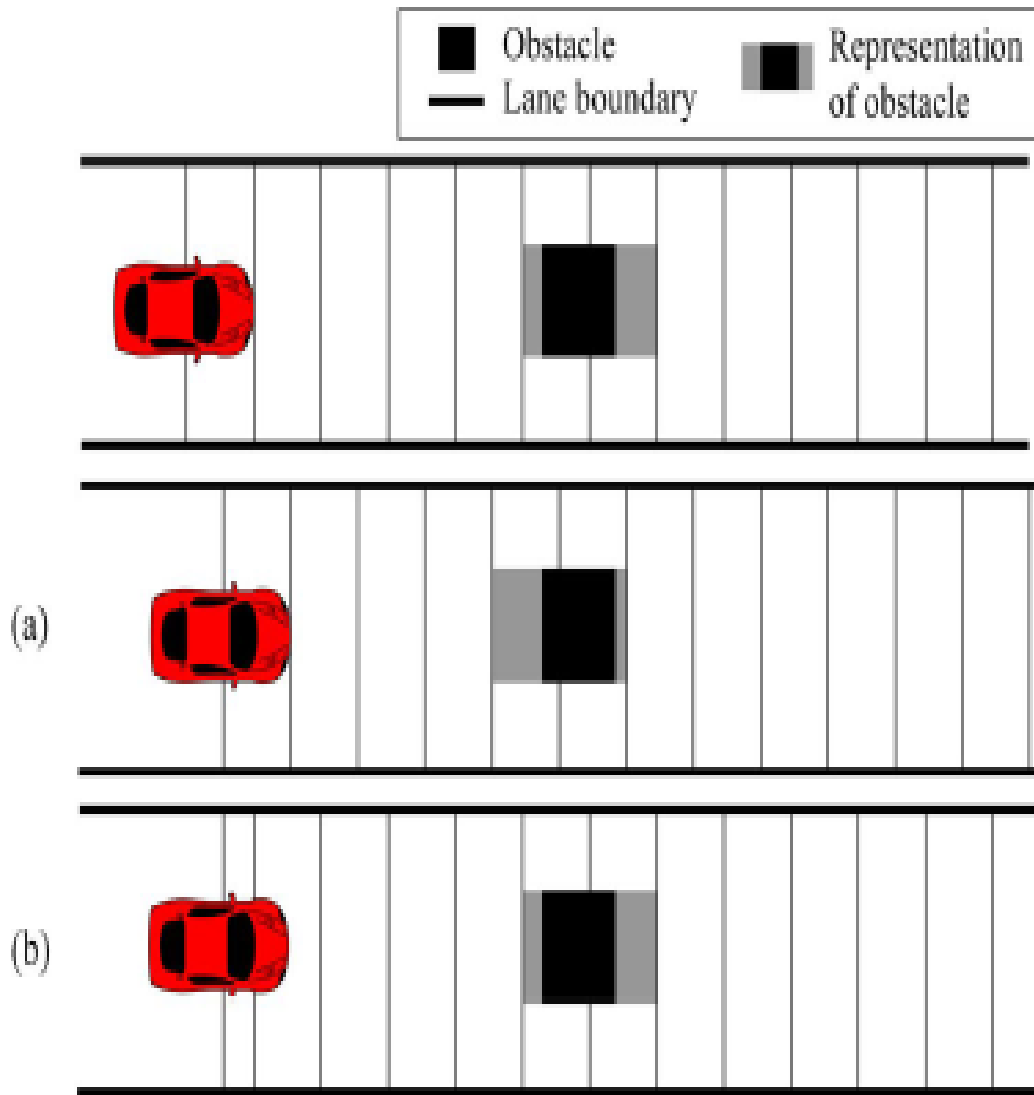 Obstacle
Lane boundary
Representation
of obstacle
(a)
(b)